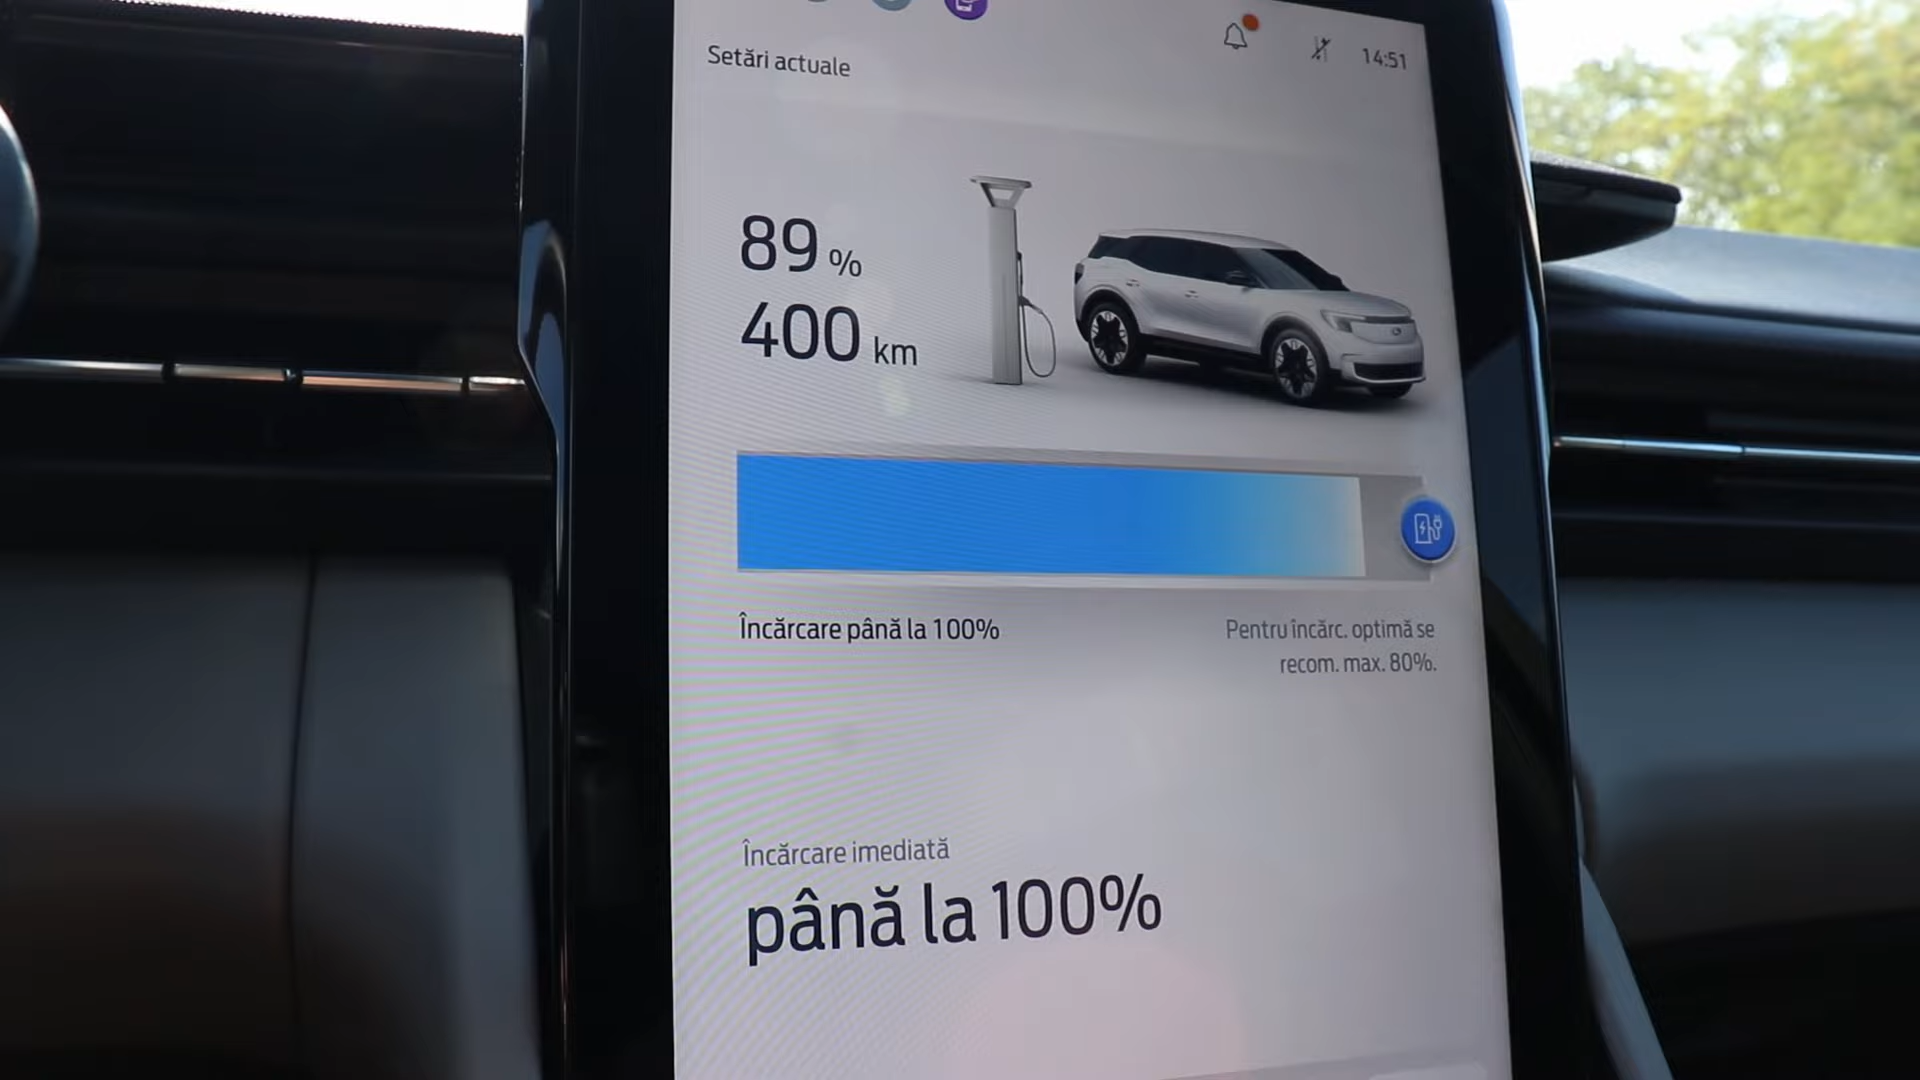 Setări actuale
14:51
89 %
400 km
Încărcare până la 100%
Pentru încărc. optimă se
recom. max. 80%.
Încărcare imediată
până la 100%